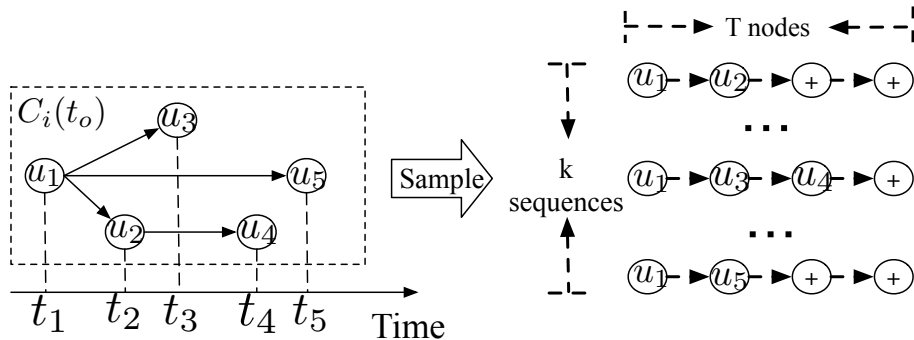 T nodes
C_i(t_o)
u_3
u_1
u_5
u_2
u_4
t_1 t_2 t_3 t_4 t_5
Time
Sample
k
sequences
u_1 u_2 + +
...
u_1 u_3 u_4 +
...
u_1 u_5 + +